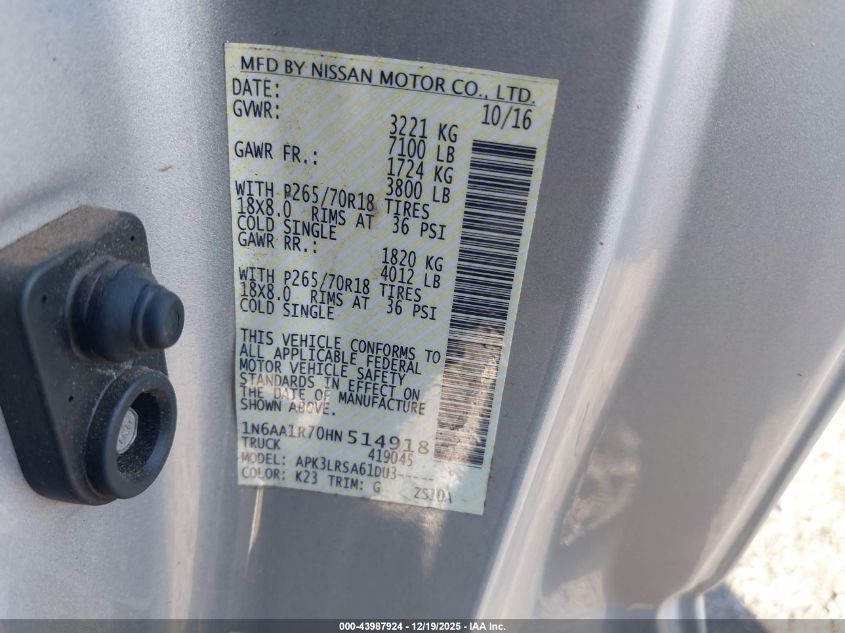 MFD BY NISSAN MOTOR CO., LTD.
DATE: 10/16
GVWR: 3221 KG
7100 LB
GAWR FR.: 1724 KG
3800 LB
WITH P265/70R18 TIRES
18X8.0 RIMS AT 36 PSI
COLD SINGLE
GAWR RR.: 1820 KG
4012 LB
WITH P265/70R18 TIRES
18X8.0 RIMS AT 36 PSI
COLD SINGLE
THIS VEHICLE CONFORMS TO
ALL APPLICABLE FEDERAL
MOTOR VEHICLE SAFETY
STANDARDS IN EFFECT ON
THE DATE OF MANUFACTURE
SHOWN ABOVE.
1N6AA1R70HN514918
TRUCK 419045
MODEL: APK3LRSA61DU3-----
COLOR: K23 TRIM: G
000-43987924 - 12/19/2025 - IAA Inc.